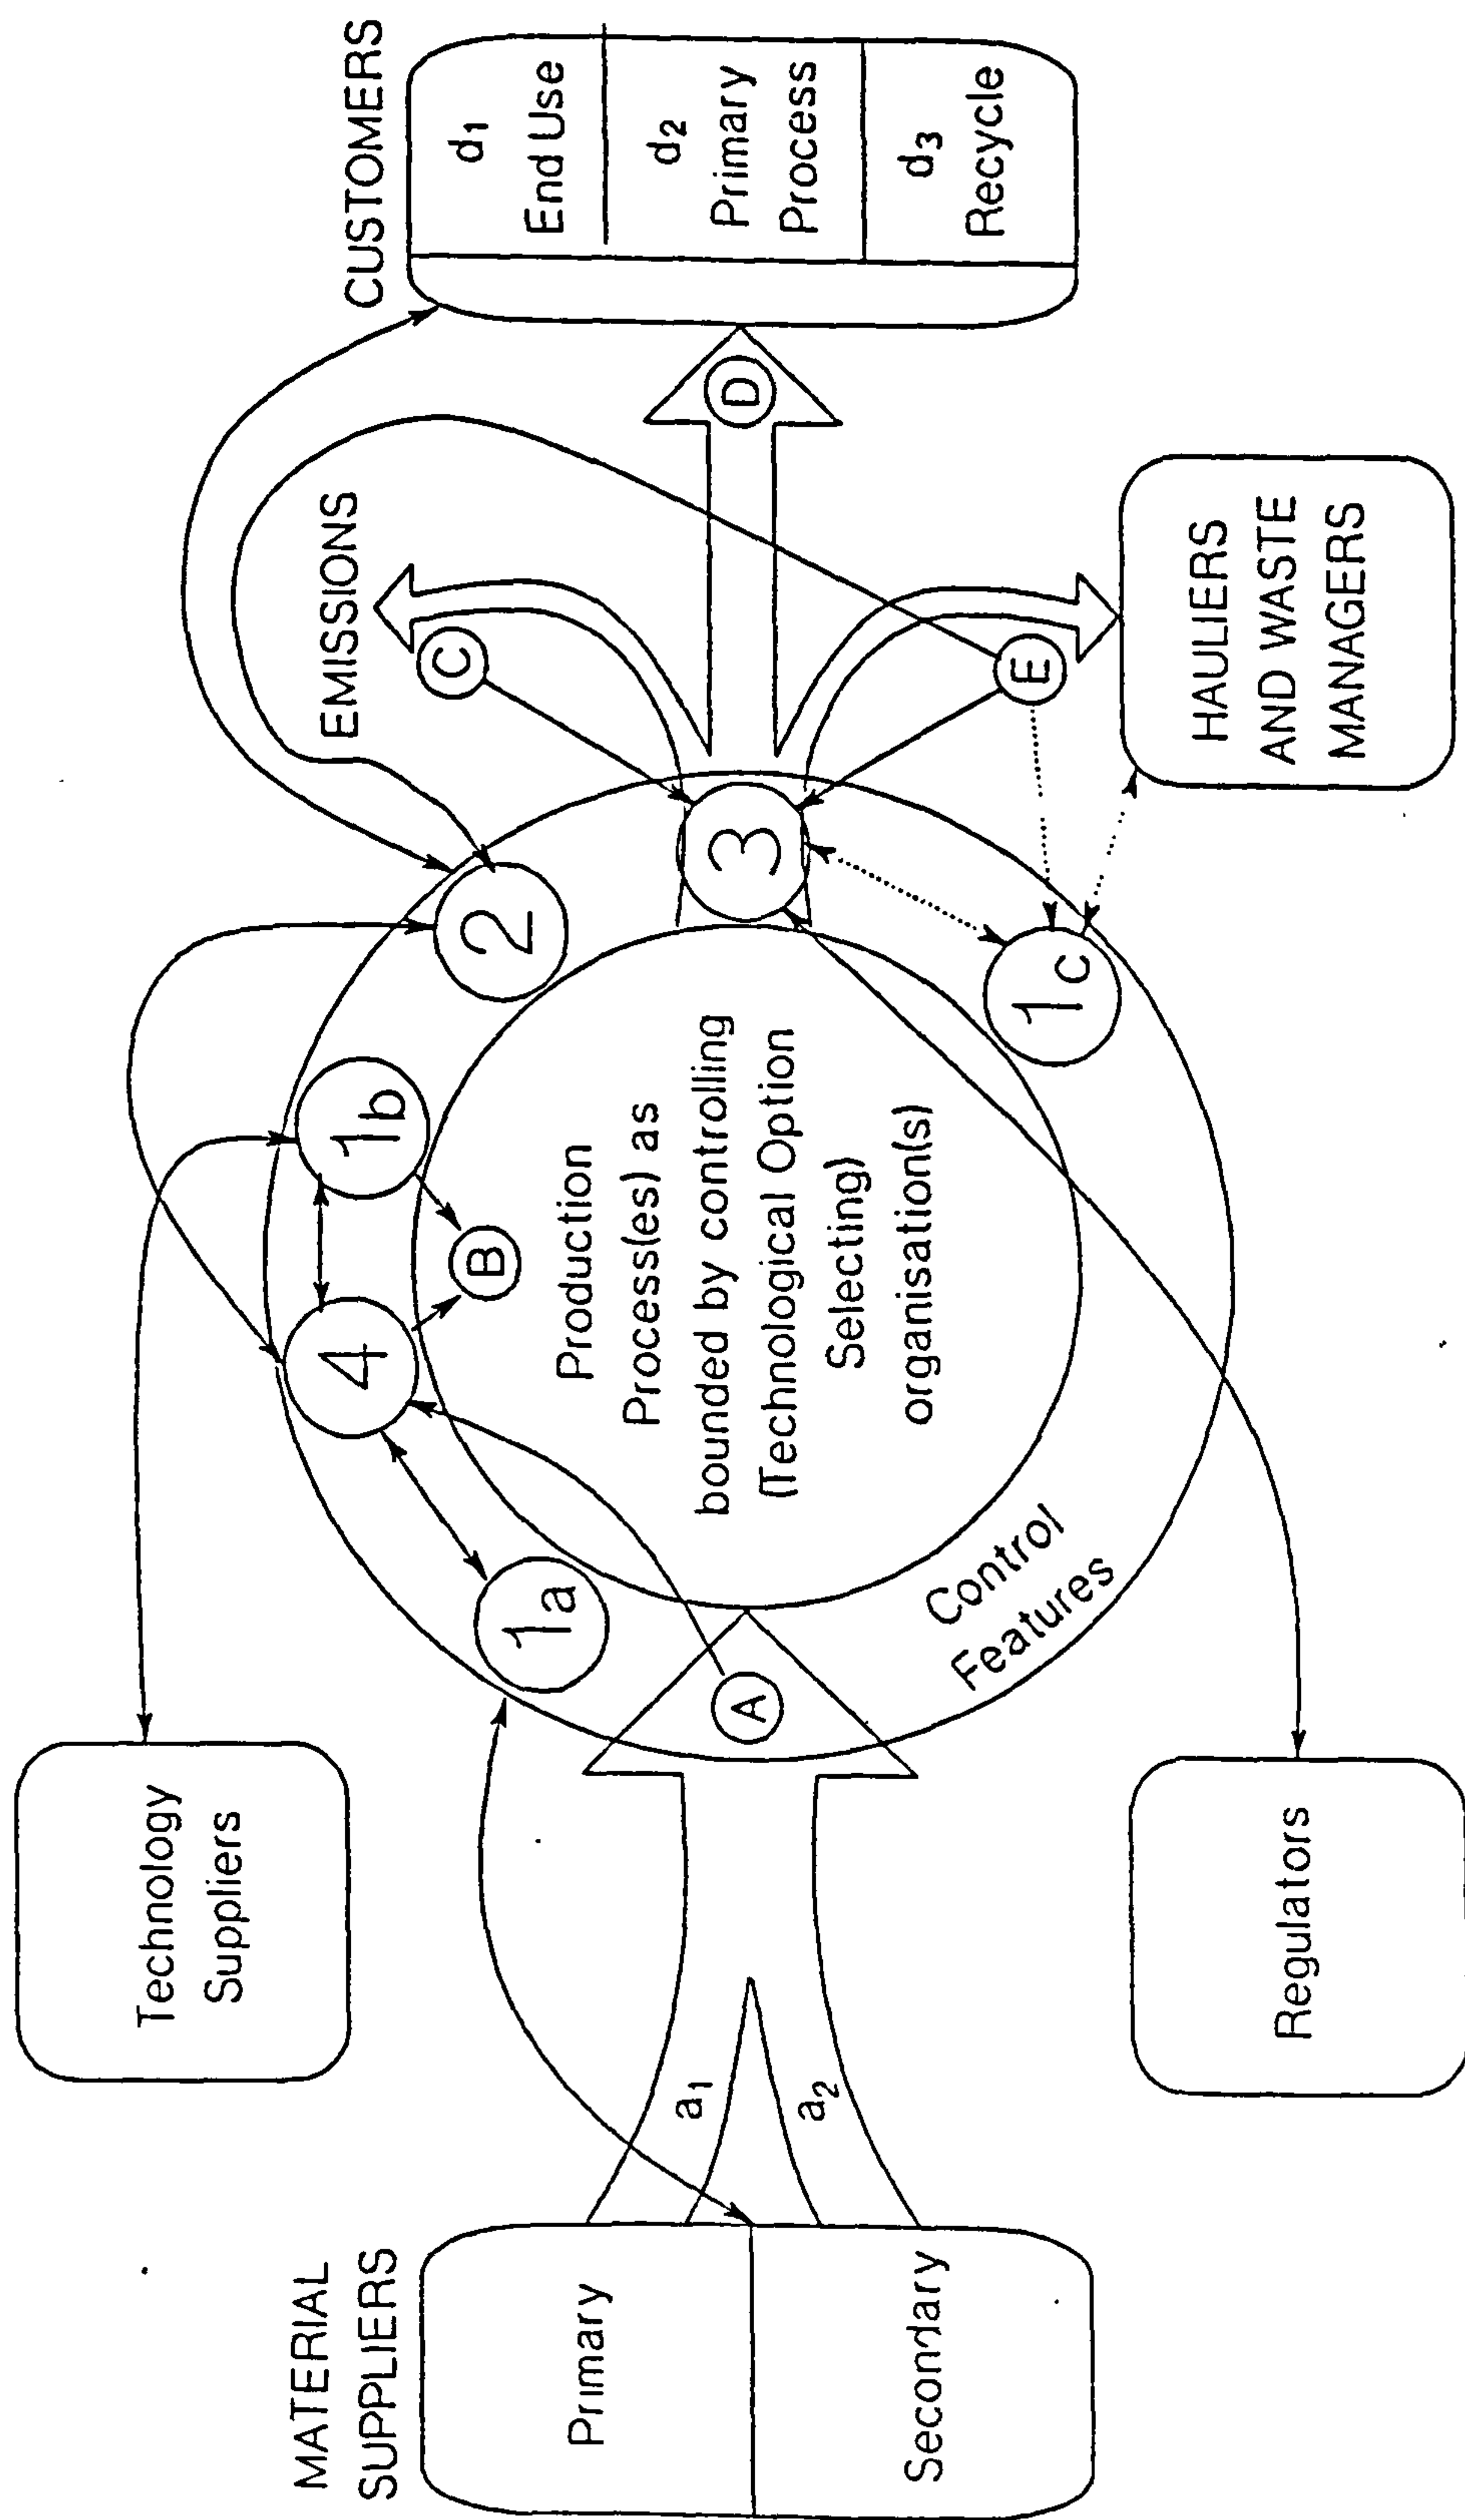 MATERIAL
SUPPLIERS
Primary
Secondary
a1
a2
Technology
Suppliers
Regulators
A
1a
4
B
1b
2
3
1c
Production
Process(es) as
bounded by controlling
(Technological Option
Selecting)
organisation(s)
Control
Features
EMISSIONS
C
D
E
HAULIERS
AND WASTE
MANAGERS
CUSTOMERS
d1
End Use
d2
Primary
Process
d3
Recycle